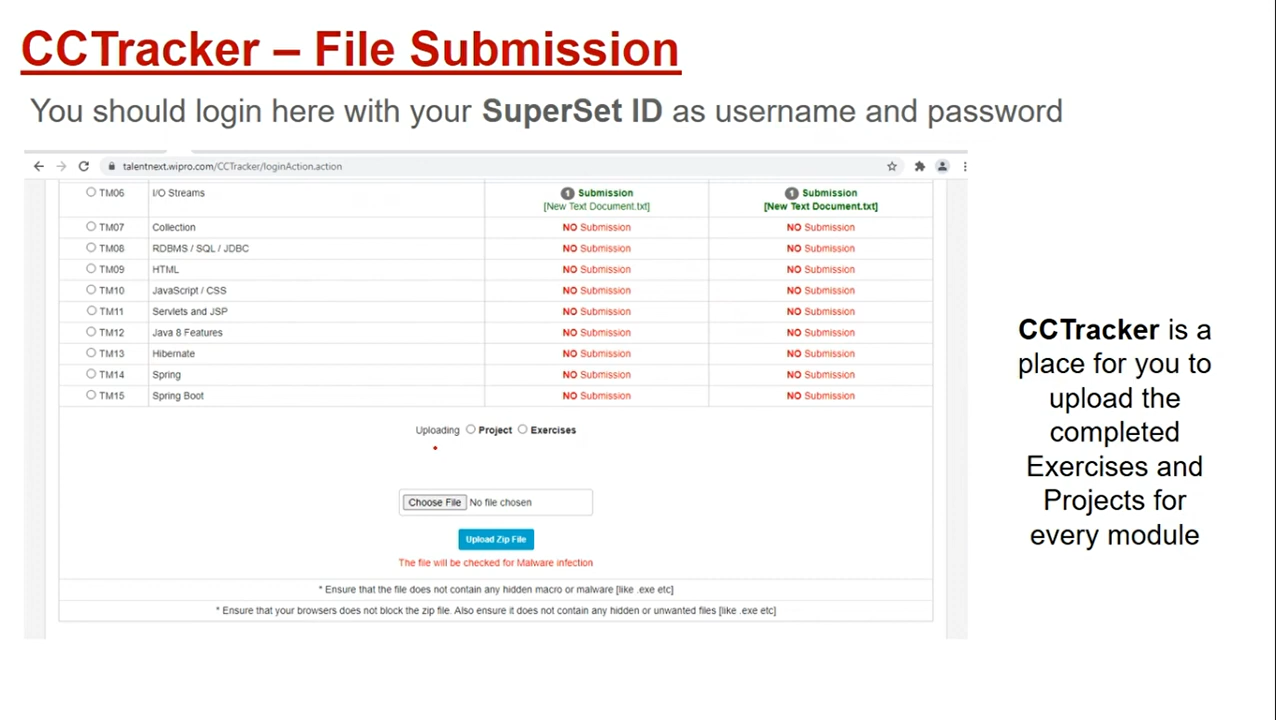 CCTracker – File Submission
You should login here with your SuperSet ID as username and password
talentnext.wipro.com/CCTracker/loginAction.action
TM06 I/O Streams 1 Submission 1 Submission
[New Text Document.txt] [New Text Document.txt]
TM07 Collection NO Submission NO Submission
TM08 RDBMS / SQL / JDBC NO Submission NO Submission
TM09 HTML NO Submission NO Submission
TM10 JavaScript / CSS NO Submission NO Submission
TM11 Servlets and JSP NO Submission NO Submission
TM12 Java 8 Features NO Submission NO Submission
TM13 Hibernate NO Submission NO Submission
TM14 Spring NO Submission NO Submission
TM15 Spring Boot NO Submission NO Submission
Uploading Project Exercises
Choose File No file chosen
Upload Zip File
The file will be checked for Malware infection
* Ensure that the file does not contain any hidden macro or malware [like .exe etc]
* Ensure that your browsers does not block the zip file. Also ensure it does not contain any hidden or unwanted files [like .exe etc]
CCTracker is a
place for you to
upload the
completed
Exercises and
Projects for
every module